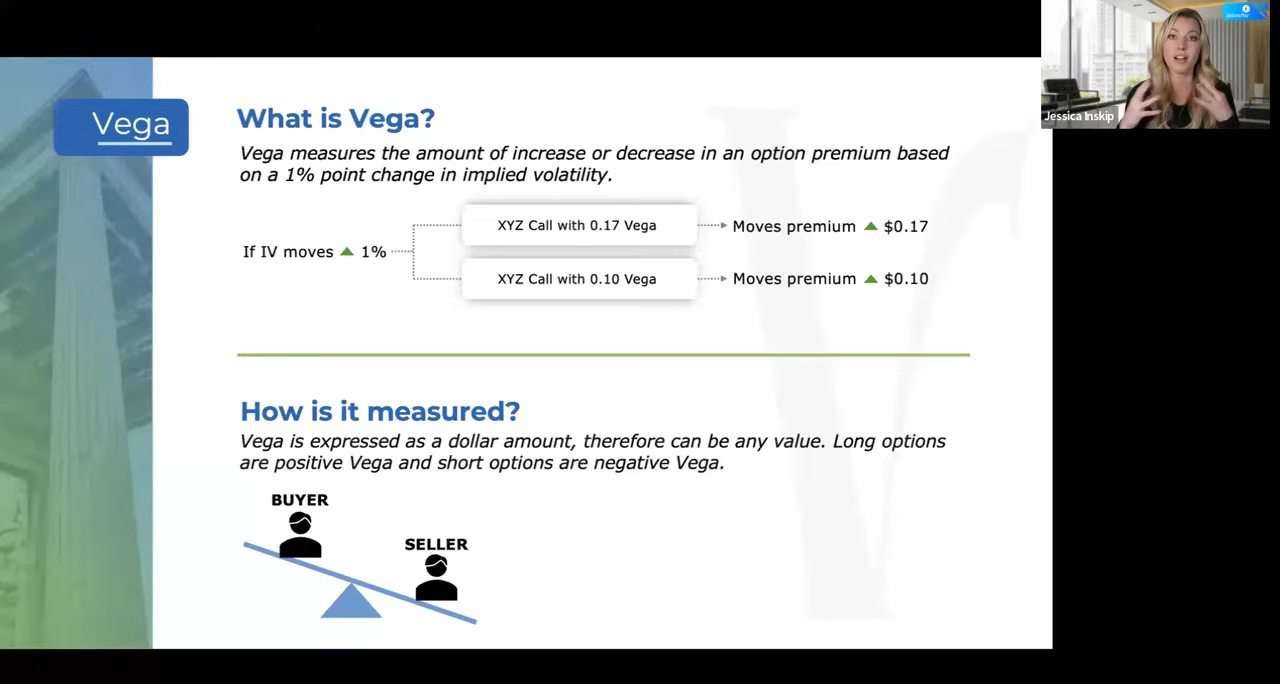 Vega
What is Vega?
Vega measures the amount of increase or decrease in an option premium based
on a 1% point change in implied volatility.
If IV moves ▲ 1%
XYZ Call with 0.17 Vega
Moves premium ▲ $0.17
XYZ Call with 0.10 Vega
Moves premium ▲ $0.10
How is it measured?
Vega is expressed as a dollar amount, therefore can be any value. Long options
are positive Vega and short options are negative Vega.
BUYER
SELLER
Jessica Inskip